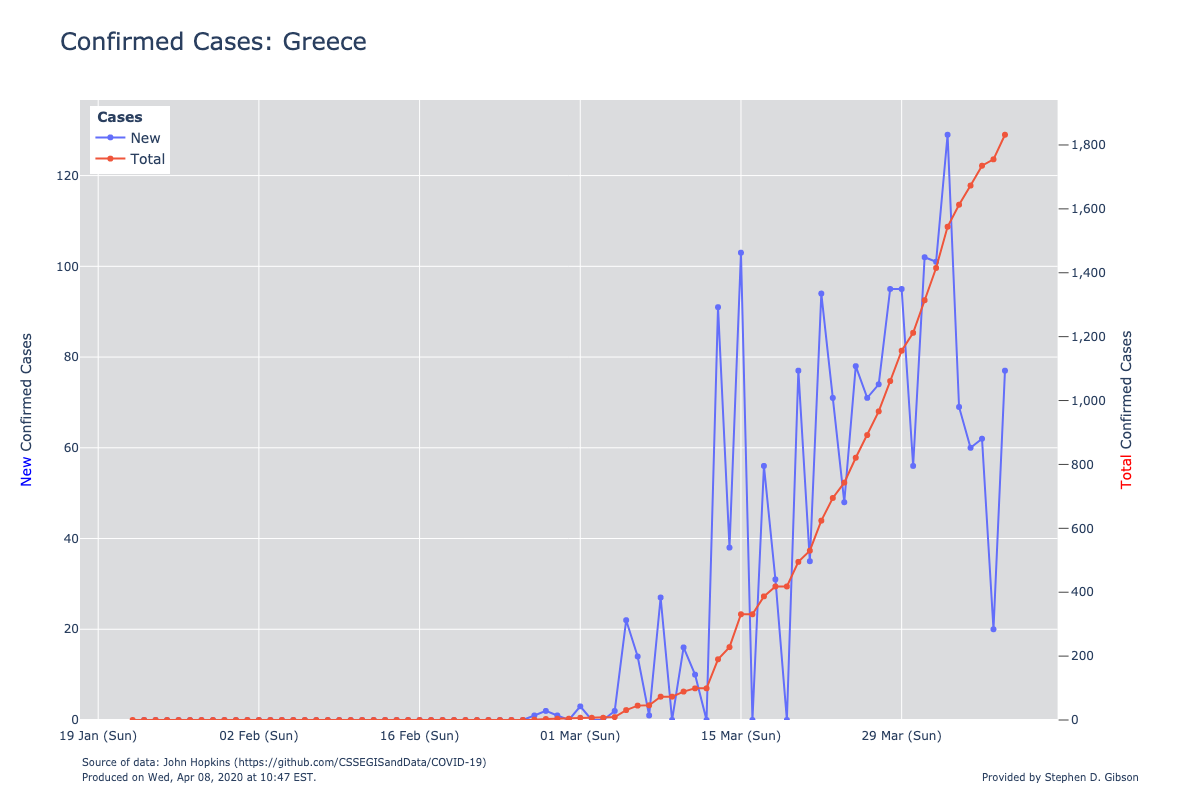 Confirmed Cases: Greece
Cases
New
Total
120
100
80
60
40
20
0
New Confirmed Cases
1,800
1,600
1,400
1,200
1,000
800
600
400
200
0
Total Confirmed Cases
19 Jan (Sun) 02 Feb (Sun) 16 Feb (Sun) 01 Mar (Sun) 15 Mar (Sun) 29 Mar (Sun)
Source of data: John Hopkins (https://github.com/CSSEGISandData/COVID-19)
Produced on Wed, Apr 08, 2020 at 10:47 EST.
Provided by Stephen D. Gibson